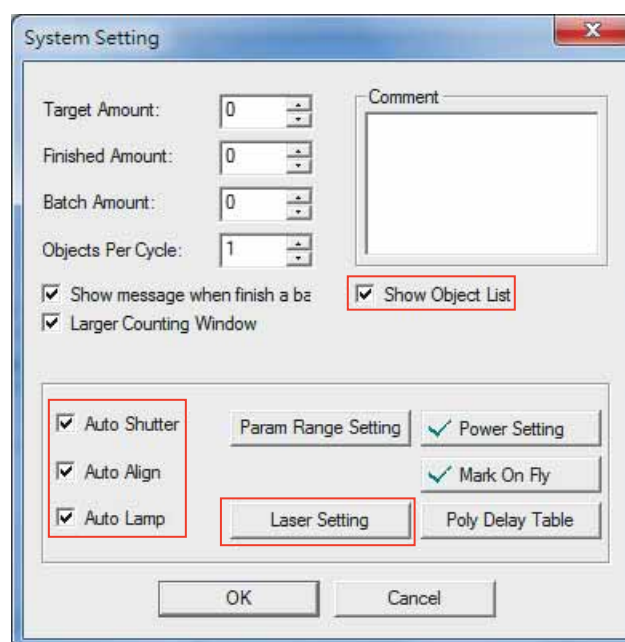 System Setting
Target Amount: 0
Finished Amount: 0
Batch Amount: 0
Objects Per Cycle: 1
Comment
Show message when finish a ba
Show Object List
Larger Counting Window
Auto Shutter
Param Range Setting
Power Setting
Auto Align
Mark On Fly
Auto Lamp
Laser Setting
Poly Delay Table
OK
Cancel